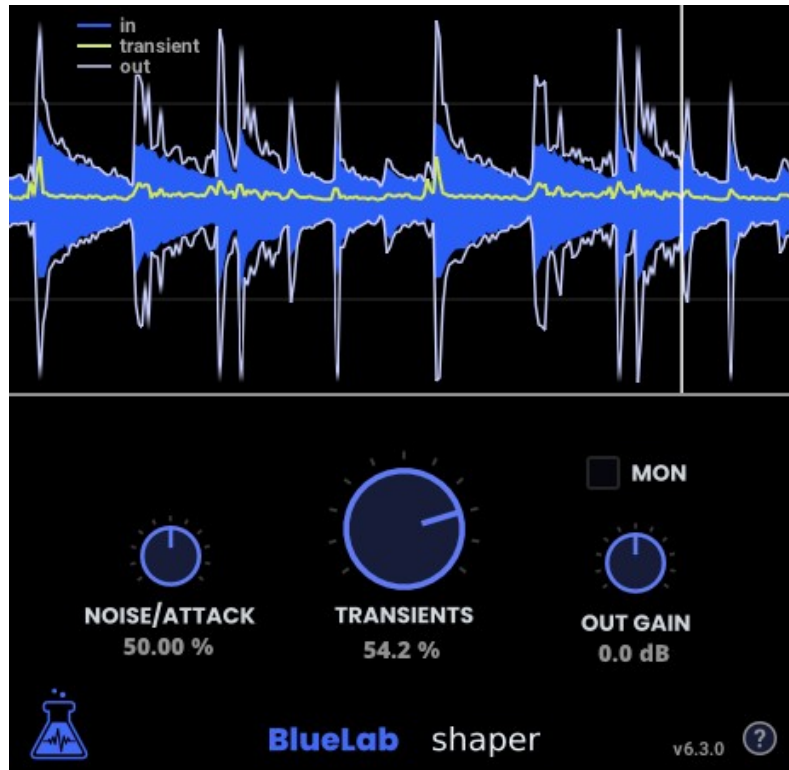 in
transient
out
MON
NOISE/ATTACK
50.00 %
TRANSIENTS
54.2 %
OUT GAIN
0.0 dB
BlueLab shaper
v6.3.0
?